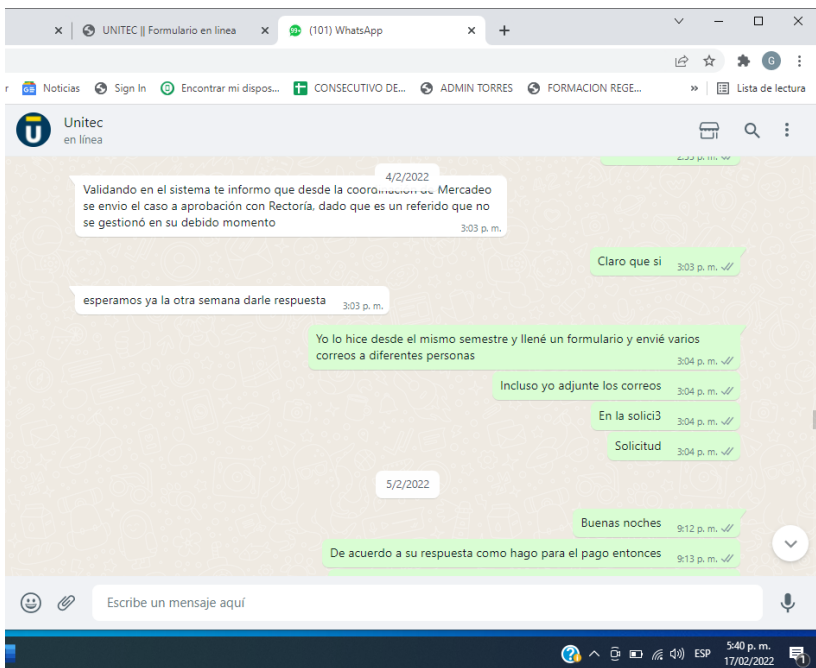 UNITEC || Formulario en linea
99+
(101) WhatsApp
G
r
GB
Noticias
Sign In
Encontrar mi dispos...
CONSECUTIVO DE...
ADMIN TORRES
FORMACION REGE...
»
Lista de lectura
Unitec
en línea
2:55 p. m.
4/2/2022
Validando en el sistema te informo que desde la coordinación de Mercadeo
se envio el caso a aprobación con Rectoría, dado que es un referido que no
se gestionó en su debido momento
3:03 p. m.
Claro que si
3:03 p. m.
esperamos ya la otra semana darle respuesta
3:03 p. m.
Yo lo hice desde el mismo semestre y llené un formulario y envié varios
correos a diferentes personas
3:04 p. m.
Incluso yo adjunte los correos
3:04 p. m.
En la solici3
3:04 p. m.
Solicitud
3:04 p. m.
5/2/2022
Buenas noches
9:12 p. m.
De acuerdo a su respuesta como hago para el pago entonces
9:13 p. m.
Escribe un mensaje aquí
ESP
5:40 p. m.
17/02/2022
1